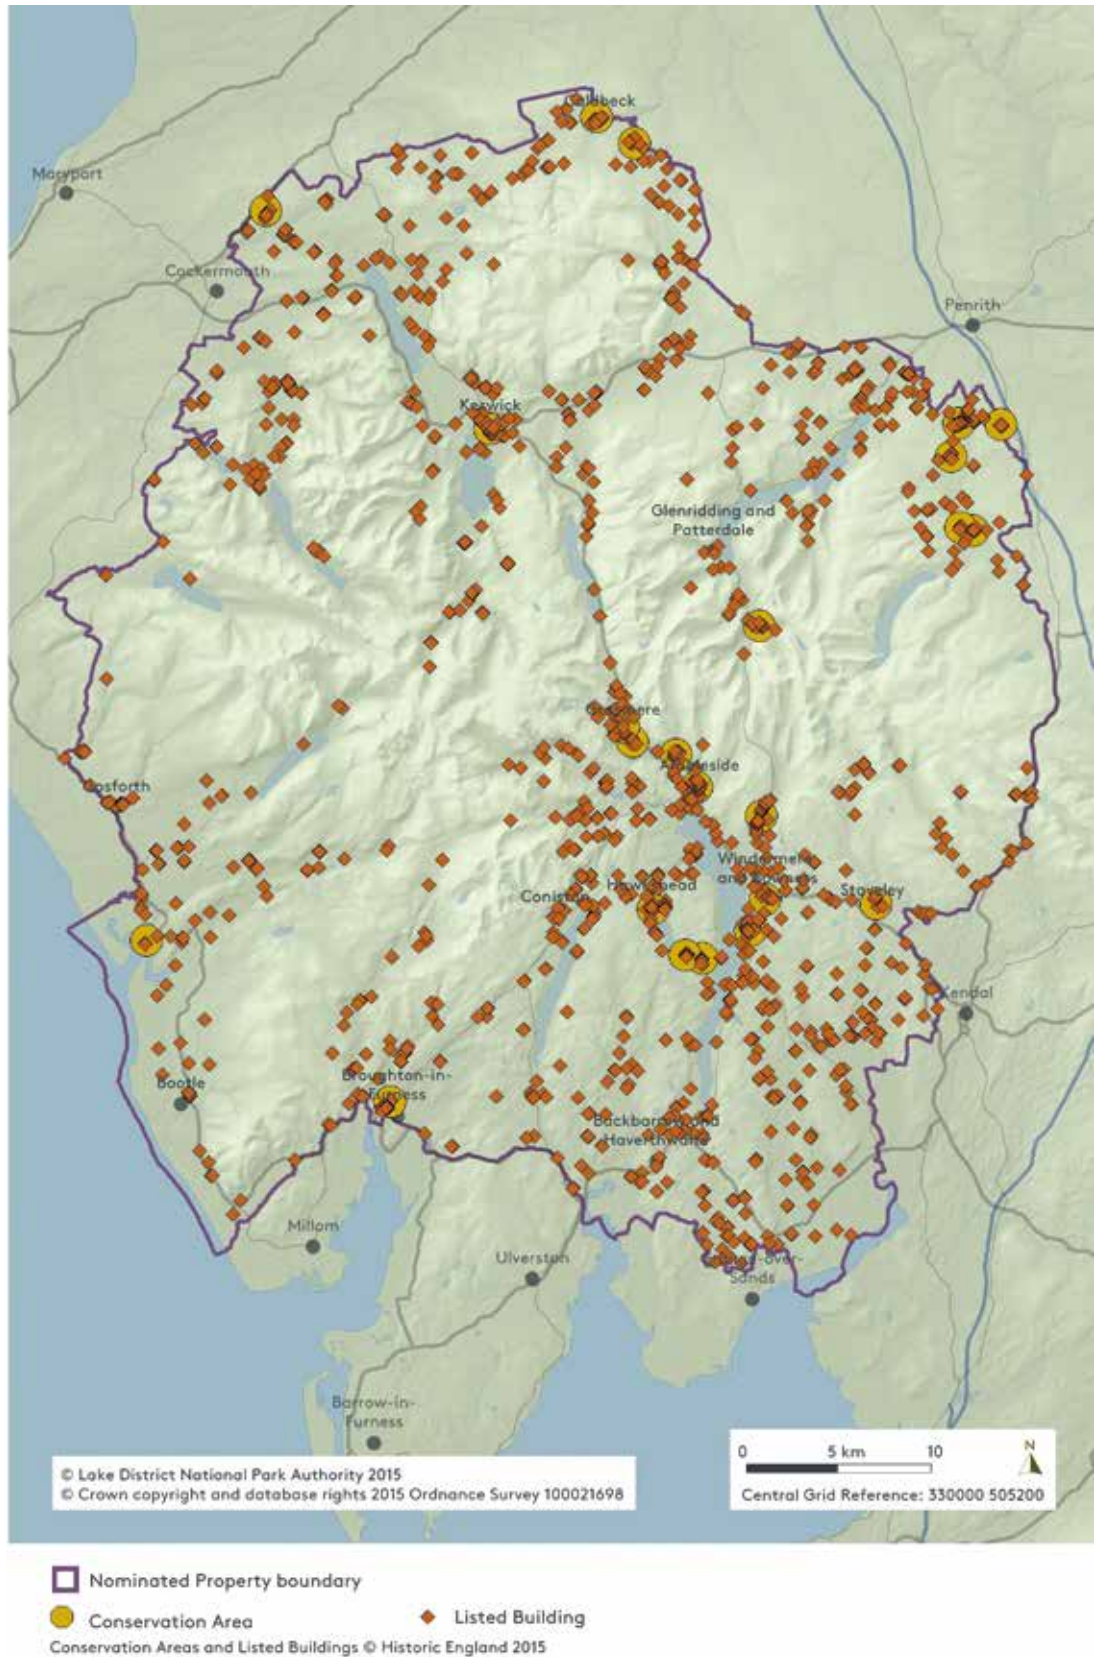 Caldbeck
Maryport
Cockermouth
Penrith
Keswick
Glenridding and
Patterdale
Grasmere
Ambleside
Gosforth
Windermere
and Bowness
Hawkshead
Coniston
Staveley
Kendal
Bootle
Broughton-in-
Furness
Backbarrow and
Haverthwaite
Millom
Ulverston
Grange-over-
Sands
Barrow-in-
Furness
0 5 km 10
N
Central Grid Reference: 330000 505200
© Lake District National Park Authority 2015
© Crown copyright and database rights 2015 Ordnance Survey 100021698
Nominated Property boundary
Conservation Area
Listed Building
Conservation Areas and Listed Buildings © Historic England 2015